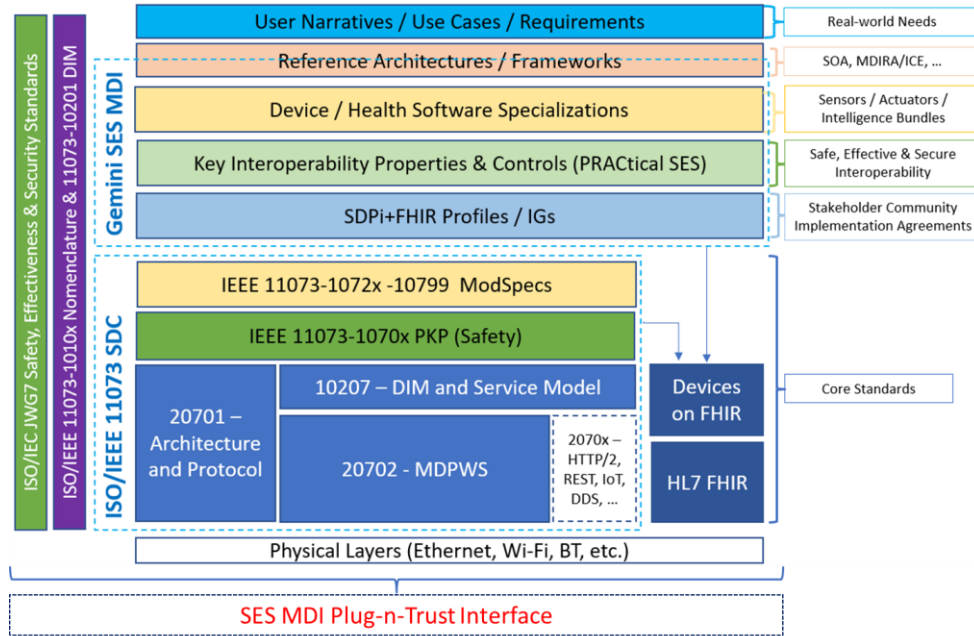 ISO/IEC JWG7 Safety, Effectiveness & Security Standards
ISO/IEEE 11073-1010x Nomenclature & 11073-10201 DIM
Gemini SES MDI
User Narratives / Use Cases / Requirements
Real-world Needs
Reference Architectures / Frameworks
SOA, MDIRA/ICE, ...
Device / Health Software Specializations
Sensors / Actuators /
Intelligence Bundles
Key Interoperability Properties & Controls (PRACtical SES)
Safe, Effective & Secure
Interoperability
SDPi+FHIR Profiles / IGs
Stakeholder Community
Implementation Agreements
ISO/IEEE 11073 SDC
IEEE 11073-1072x -10799 ModSpecs
IEEE 11073-1070x PKP (Safety)
20701 –
Architecture
and Protocol
10207 – DIM and Service Model
20702 - MDPWS
2070x –
HTTP/2,
REST, IoT,
DDS, ...
Devices
on FHIR
HL7 FHIR
Core Standards
Physical Layers (Ethernet, Wi-Fi, BT, etc.)
SES MDI Plug-n-Trust Interface